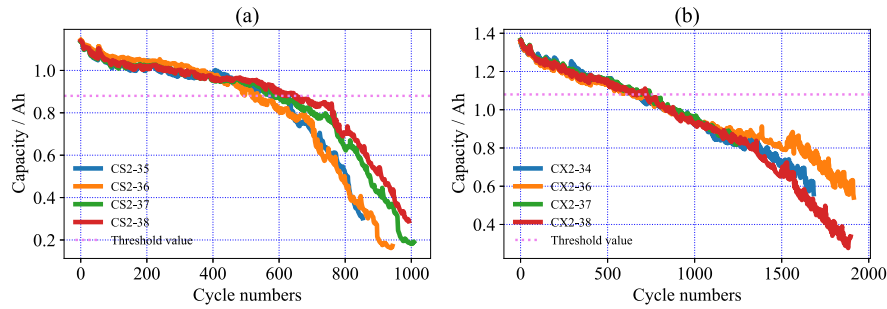 (a)
Capacity / Ah
1.0
0.8
0.6
0.4
0.2
CS2-35
CS2-36
CS2-37
CS2-38
Threshold value
0 200 400 600 800 1000
Cycle numbers
(b)
Capacity / Ah
1.4
1.2
1.0
0.8
0.6
0.4
CX2-34
CX2-36
CX2-37
CX2-38
Threshold value
0 500 1000 1500 2000
Cycle numbers